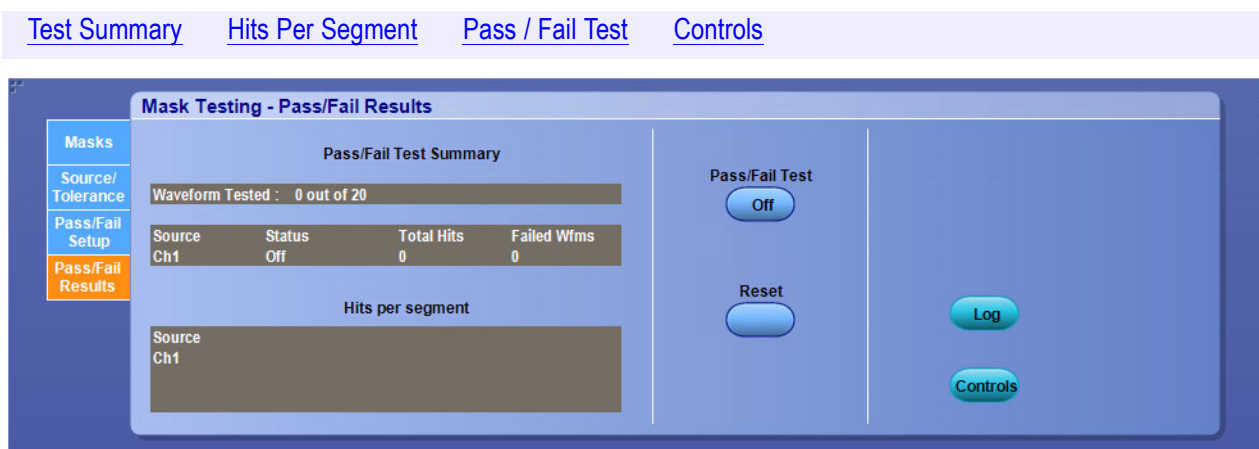 Test Summary Hits Per Segment Pass / Fail Test Controls
Mask Testing - Pass/Fail Results
Masks
Source/
Tolerance
Pass/Fail
Setup
Pass/Fail
Results
Pass/Fail Test Summary
Waveform Tested : 0 out of 20
Source Status Total Hits Failed Wfms
Ch1 Off 0 0
Hits per segment
Source
Ch1
Pass/Fail Test
Off
Reset
Log
Controls